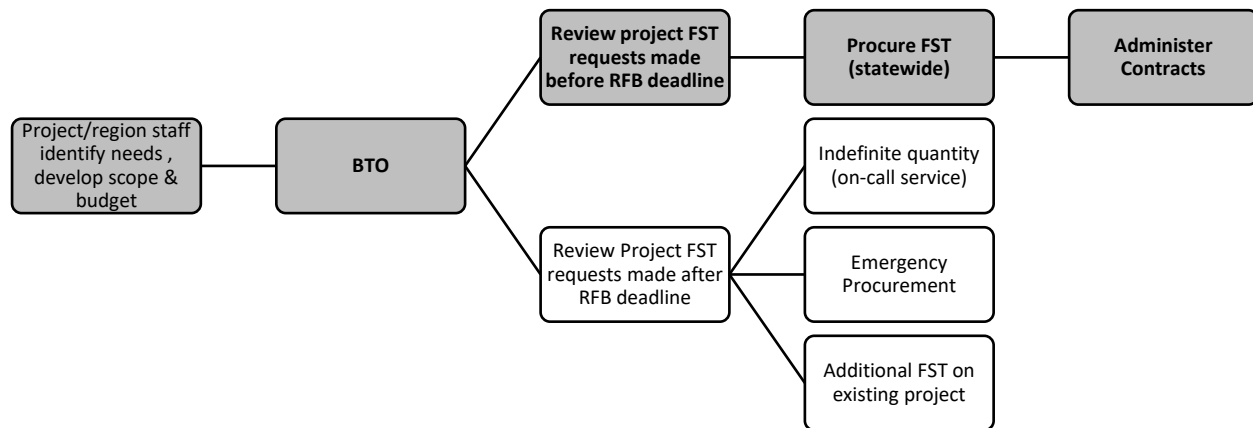 Project/region staff
identify needs ,
develop scope &
budget
BTO
Review project FST
requests made
before RFB deadline
Procure FST
(statewide)
Administer
Contracts
Review Project FST
requests made after
RFB deadline
Indefinite quantity
(on-call service)
Emergency
Procurement
Additional FST on
existing project